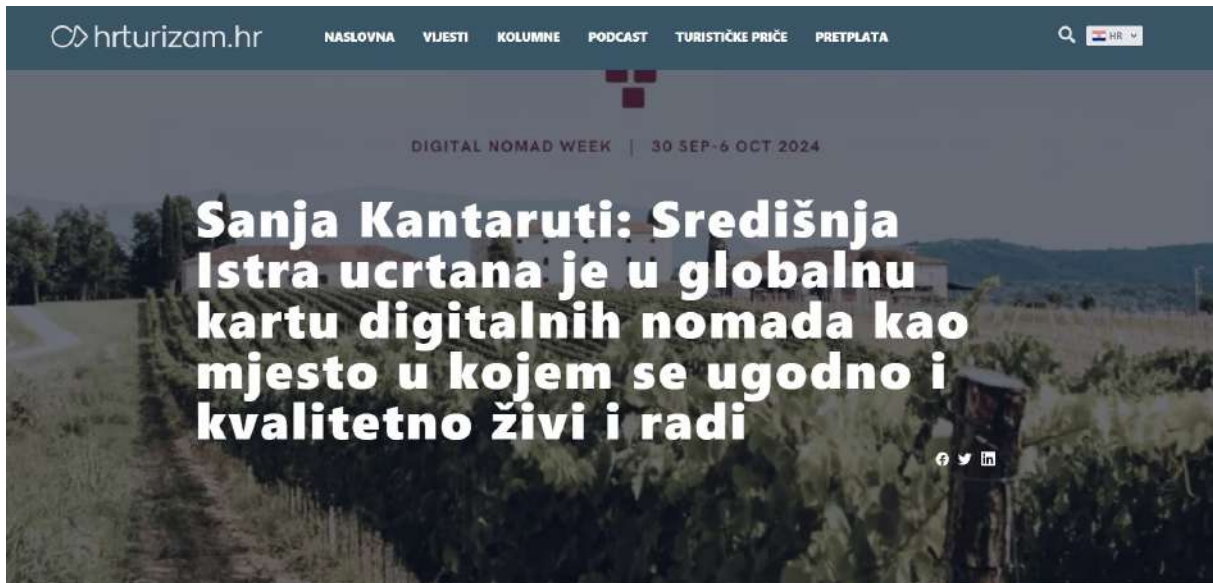 hrturizam.hr
NASLOVNA VIJESTI KOLUMNE PODCAST TURISTIČKE PRIČE PRETPLATA
HR
DIGITAL NOMAD WEEK | 30 SEP-6 OCT 2024
Sanja Kantaruti: Središnja
Istra ucrtana je u globalnu
kartu digitalnih nomada kao
mjesto u kojem se ugodno i
kvalitetno živi i radi